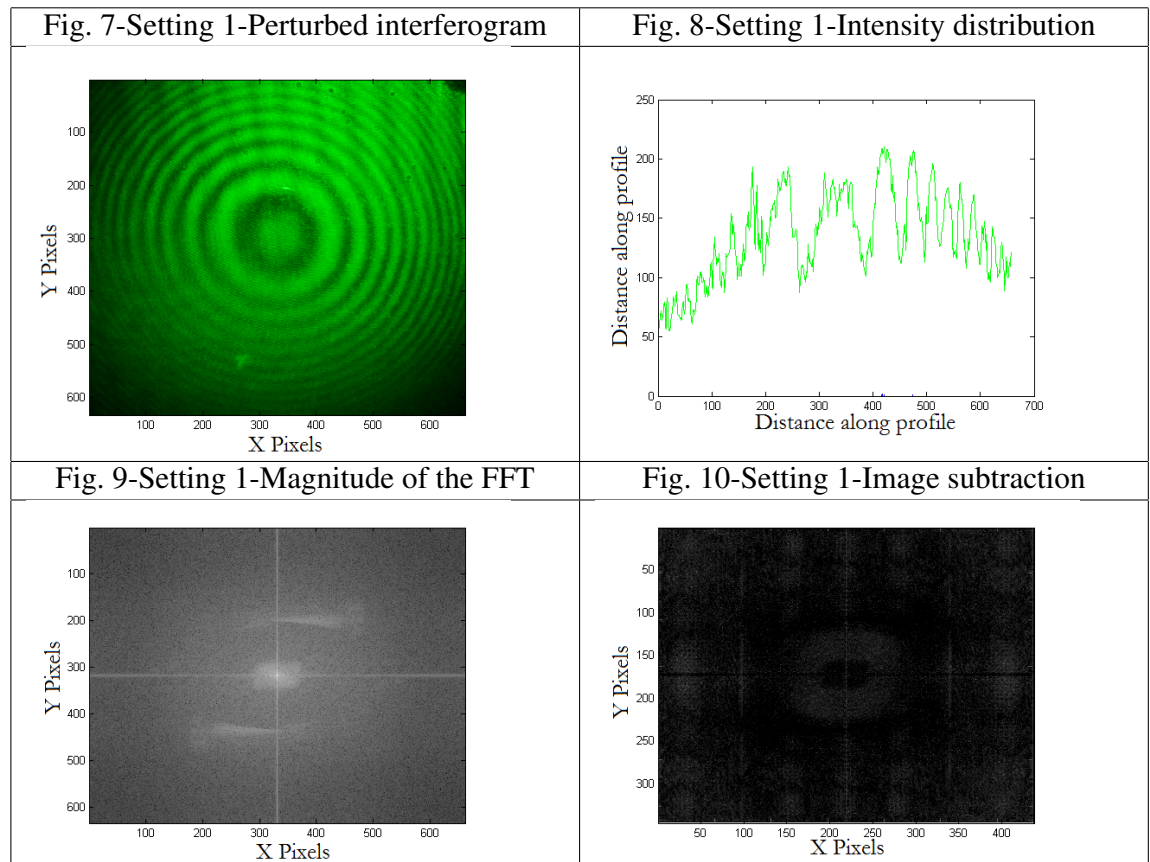 Fig. 7-Setting 1-Perturbed interferogram
Fig. 8-Setting 1-Intensity distribution
100
200
300
400
500
600
Y Pixels
100 200 300 400 500 600
X Pixels
250
200
150
100
50
0
Distance along profile
0 100 200 300 400 500 600 700
Distance along profile
Fig. 9-Setting 1-Magnitude of the FFT
Fig. 10-Setting 1-Image subtraction
100
200
300
400
500
600
Y Pixels
100 200 300 400 500 600
X Pixels
50
100
150
200
250
300
Y Pixels
50 100 150 200 250 300 350 400
X Pixels